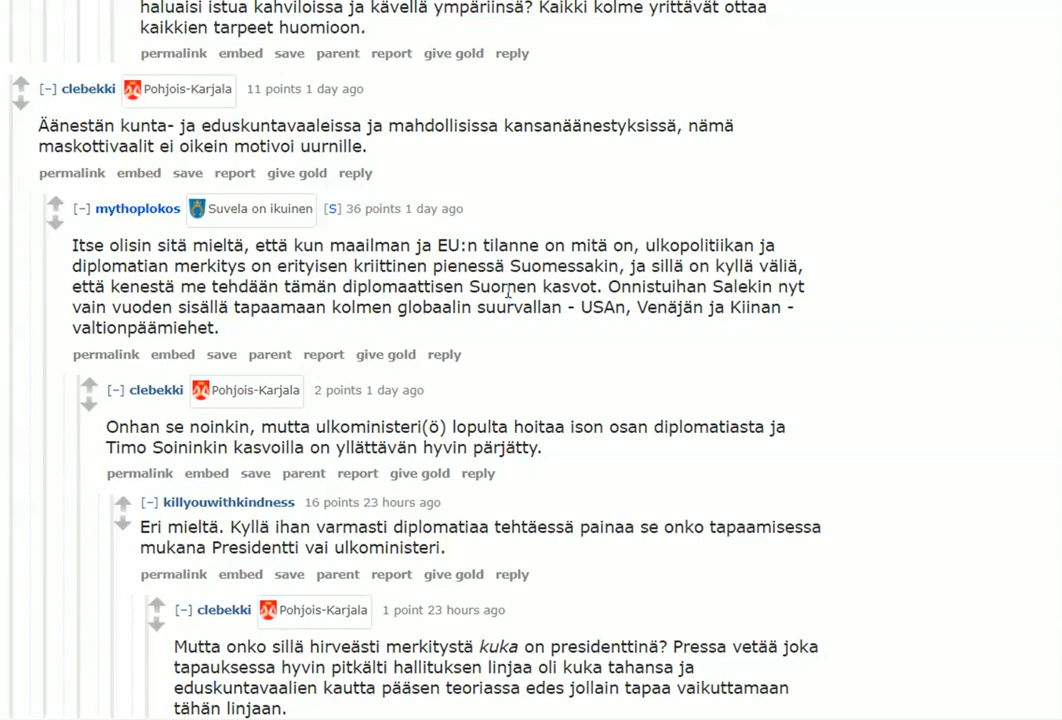 haluaisi istua kahviloissa ja kävellä ympäriinsä? Kaikki kolme yrittävät ottaa
kaikkien tarpeet huomioon.
permalink embed save parent report give gold reply
[–] clebekki Pohjois-Karjala 11 points 1 day ago
Äänestän kunta- ja eduskuntavaaleissa ja mahdollisissa kansanäänestyksissä, nämä
maskottivaalit ei oikein motivoi uurnille.
permalink embed save report give gold reply
[–] mythoplokos Suvela on ikuinen [S] 36 points 1 day ago
Itse olisin sitä mieltä, että kun maailman ja EU:n tilanne on mitä on, ulkopolitiikan ja
diplomatian merkitys on erityisen kriittinen pienessä Suomessakin, ja sillä on kyllä väliä,
että kenestä me tehdään tämän diplomaattisen Suomen kasvot. Onnistuihan Salekin nyt
vain vuoden sisällä tapaamaan kolmen globaalin suurvallan - USAn, Venäjän ja Kiinan -
valtionpäämiehet.
permalink embed save parent report give gold reply
[–] clebekki Pohjois-Karjala 2 points 1 day ago
Onhan se noinkin, mutta ulkoministeri(ö) lopulta hoitaa ison osan diplomatiasta ja
Timo Soininkin kasvoilla on yllättävän hyvin pärjätty.
permalink embed save parent report give gold reply
[–] killyouwithkindness 16 points 23 hours ago
Eri mieltä. Kyllä ihan varmasti diplomatiaa tehtäessä painaa se onko tapaamisessa
mukana Presidentti vai ulkoministeri.
permalink embed save parent report give gold reply
[–] clebekki Pohjois-Karjala 1 point 23 hours ago
Mutta onko sillä hirveästi merkitystä kuka on presidenttinä? Pressa vetää joka
tapauksessa hyvin pitkälti hallituksen linjaa oli kuka tahansa ja
eduskuntavaalien kautta pääsen teoriassa edes jollain tapaa vaikuttamaan
tähän linjaan.